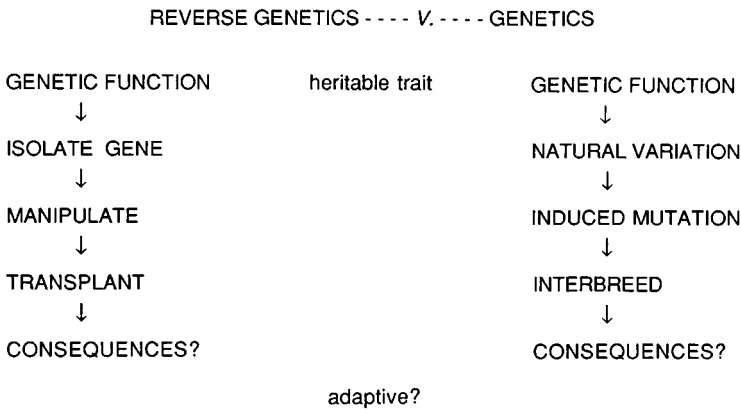 REVERSE GENETICS - - - - V. - - - - GENETICS
GENETIC FUNCTION heritable trait GENETIC FUNCTION
↓ ↓
ISOLATE GENE NATURAL VARIATION
↓ ↓
MANIPULATE INDUCED MUTATION
↓ ↓
TRANSPLANT INTERBREED
↓ ↓
CONSEQUENCES? CONSEQUENCES?
adaptive?